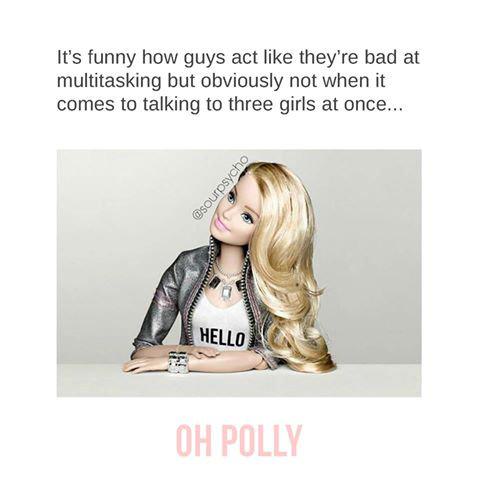 It’s funny how guys act like they’re bad at
multitasking but obviously not when it
comes to talking to three girls at once...
@sourpsycho
HELLO
OH POLLY